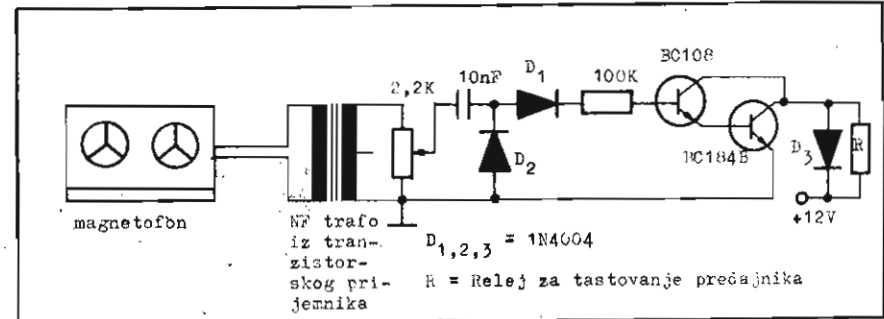 BC108
D1
10nF
100K
2,2K
BC184B
D2
D3
R
+12V
magnetofon
NF trafo
iz tran-
zistor-
skog pri-
jemnika
D1,2,3 = 1N4004
R = Relej za tastovanje predajnika